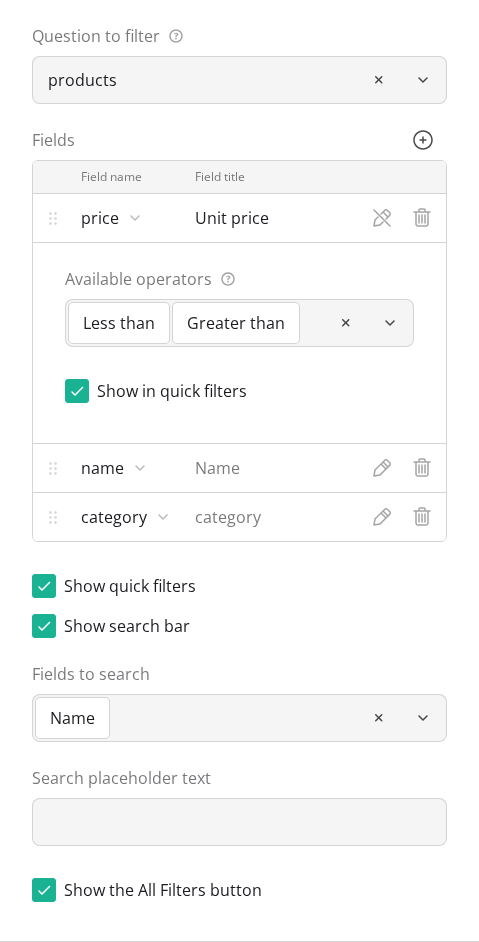 Question to filter ?
products
Fields
Field name Field title
price Unit price
Available operators ?
Less than Greater than
Show in quick filters
name Name
category category
Show quick filters
Show search bar
Fields to search
Name
Search placeholder text
Show the All Filters button